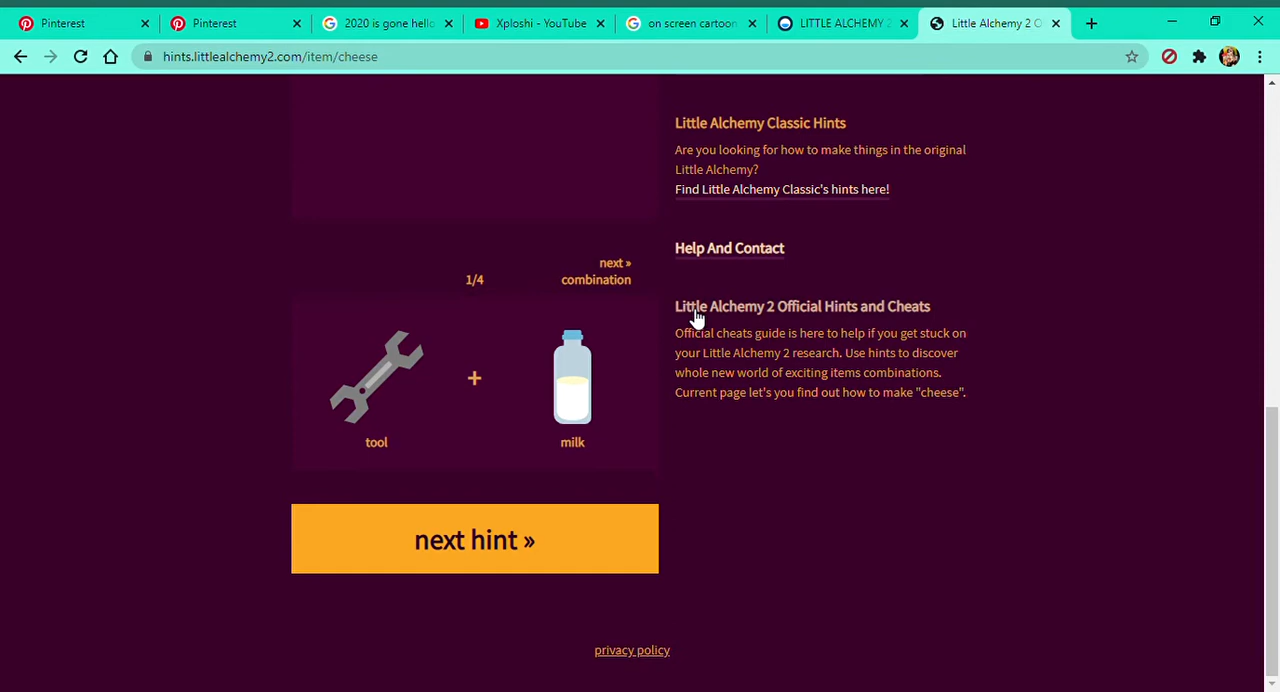 Pinterest
Pinterest
2020 is gone hello
Xploshi - YouTube
on screen cartoon
LITTLE ALCHEMY 2
Little Alchemy 2 O
hints.littlealchemy2.com/item/cheese
Little Alchemy Classic Hints
Are you looking for how to make things in the original
Little Alchemy?
Find Little Alchemy Classic's hints here!
Help And Contact
next »
1/4 combination
Little Alchemy 2 Official Hints and Cheats
Official cheats guide is here to help if you get stuck on
your Little Alchemy 2 research. Use hints to discover
whole new world of exciting items combinations.
Current page let's you find out how to make "cheese".
+
tool
milk
next hint »
privacy policy